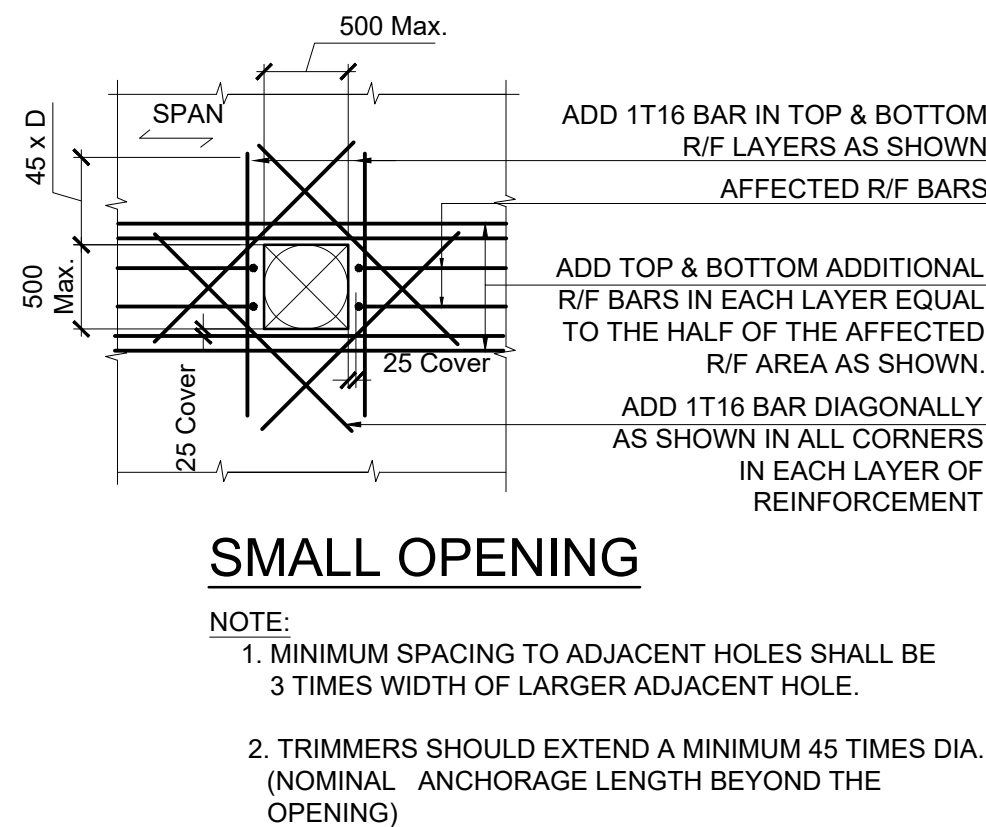 500 Max.
SPAN
45 x D
ADD 1T16 BAR IN TOP & BOTTOM
R/F LAYERS AS SHOWN
AFFECTED R/F BARS
500
Max.
ADD TOP & BOTTOM ADDITIONAL
R/F BARS IN EACH LAYER EQUAL
TO THE HALF OF THE AFFECTED
R/F AREA AS SHOWN.
25 Cover
25 Cover
ADD 1T16 BAR DIAGONALLY
AS SHOWN IN ALL CORNERS
IN EACH LAYER OF
REINFORCEMENT
SMALL OPENING
NOTE:
1. MINIMUM SPACING TO ADJACENT HOLES SHALL BE
3 TIMES WIDTH OF LARGER ADJACENT HOLE.
2. TRIMMERS SHOULD EXTEND A MINIMUM 45 TIMES DIA.
(NOMINAL ANCHORAGE LENGTH BEYOND THE
OPENING)